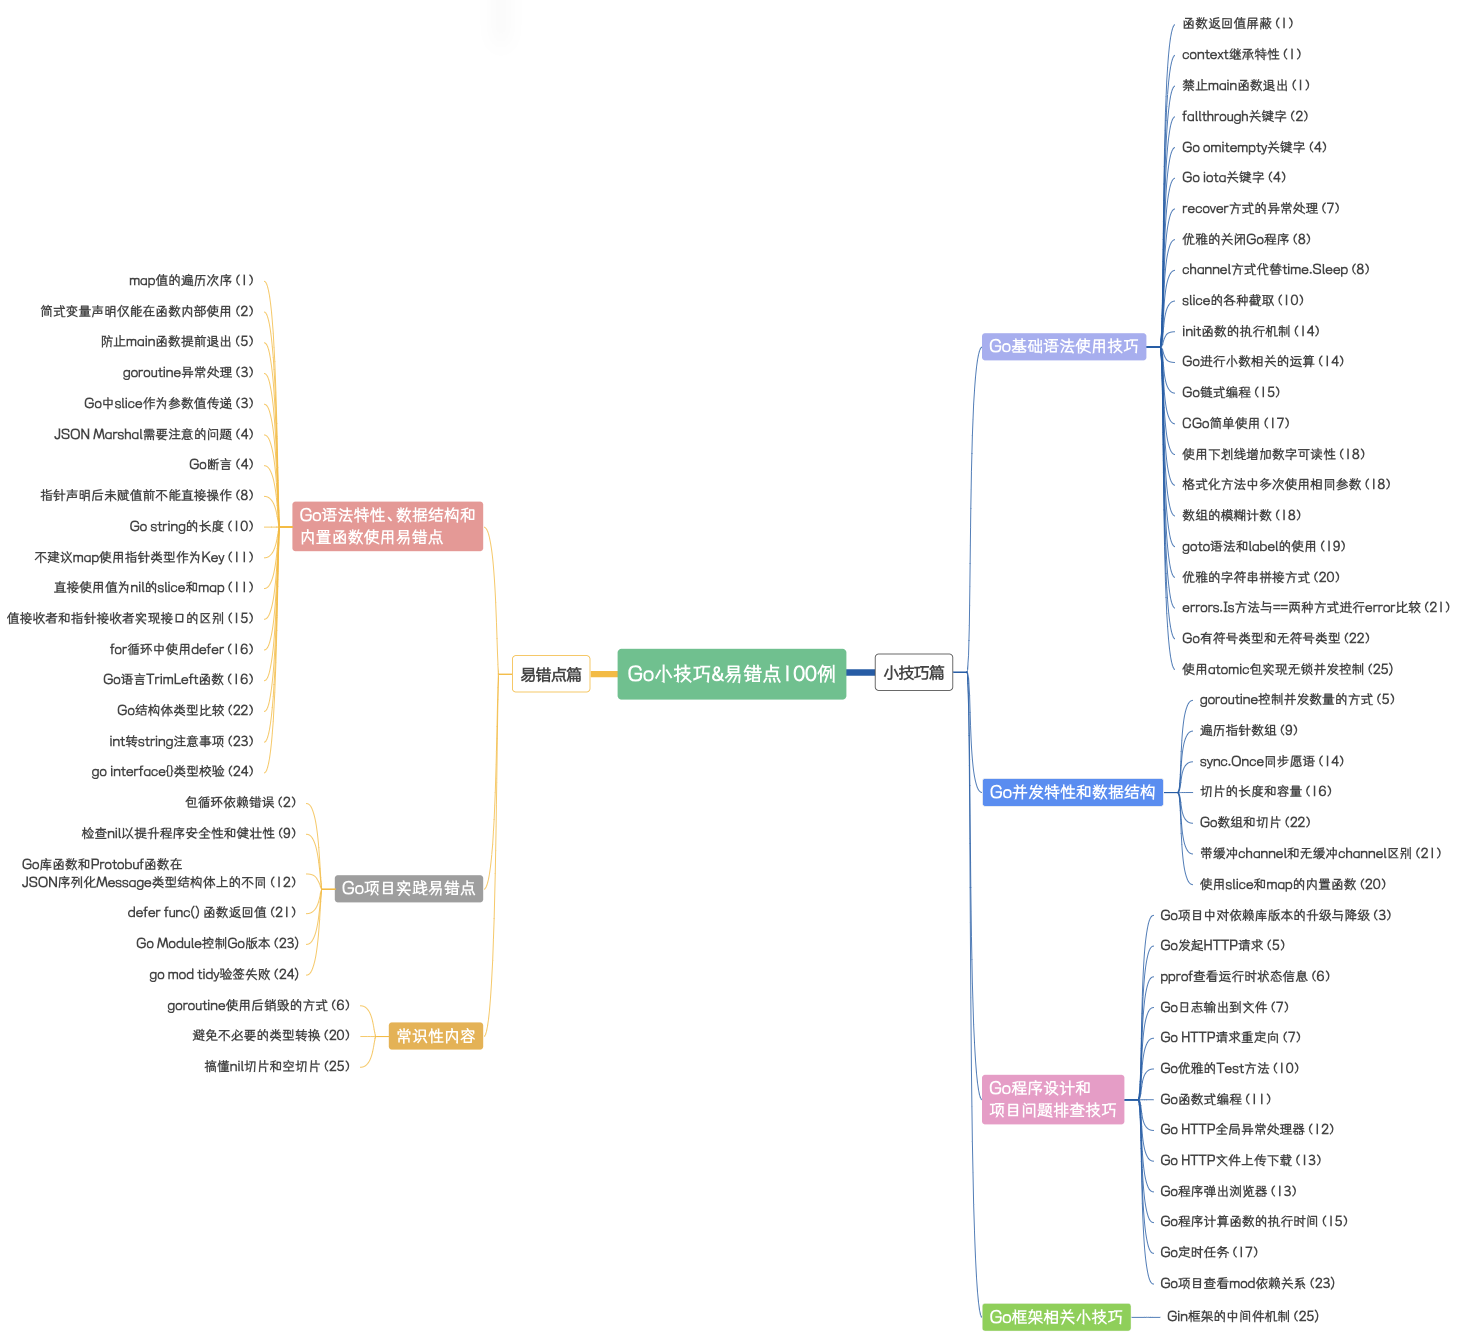 Go小技巧&易错点100例
易错点篇
Go语法特性、数据结构和
内置函数使用易错点
map值的遍历次序 (1)
简式变量声明仅能在函数内部使用 (2)
防止main函数提前退出 (5)
goroutine异常处理 (3)
Go中slice作为参数值传递 (3)
JSON Marshal需要注意的问题 (4)
Go断言 (4)
指针声明后未赋值前不能直接操作 (8)
Go string的长度 (10)
不建议map使用指针类型作为Key (11)
直接使用值为nil的slice和map (11)
值接收者和指针接收者实现接口的区别 (15)
for循环中使用defer (16)
Go语言TrimLeft函数 (16)
Go结构体类型比较 (22)
int转string注意事项 (23)
go interface{}类型校验 (24)
Go项目实践易错点
包循环依赖错误 (2)
检查nil以提升程序安全性和健壮性 (9)
Go库函数和Protobuf函数在
JSON序列化Message类型结构体上的不同 (12)
defer func() 函数返回值 (21)
Go Module控制Go版本 (23)
go mod tidy验签失败 (24)
常识性内容
goroutine使用后销毁的方式 (6)
避免不必要的类型转换 (20)
搞懂nil切片和空切片 (25)
小技巧篇
Go基础语法使用技巧
函数返回值屏蔽 (1)
context继承特性 (1)
禁止main函数退出 (1)
fallthrough关键字 (2)
Go omitempty关键字 (4)
Go iota关键字 (4)
recover方式的异常处理 (7)
优雅的关闭Go程序 (8)
channel方式代替time.Sleep (8)
slice的各种截取 (10)
init函数的执行机制 (14)
Go进行小数相关的运算 (14)
Go链式编程 (15)
CGo简单使用 (17)
使用下划线增加数字可读性 (18)
格式化方法中多次使用相同参数 (18)
数组的模糊计数 (18)
goto语法和label的使用 (19)
优雅的字符串拼接方式 (20)
errors.Is方法与==两种方式进行error比较 (21)
Go有符号类型和无符号类型 (22)
使用atomic包实现无锁并发控制 (25)
Go并发特性和数据结构
goroutine控制并发数量的方式 (5)
遍历指针数组 (9)
sync.Once同步愿语 (14)
切片的长度和容量 (16)
Go数组和切片 (22)
带缓冲channel和无缓冲channel区别 (21)
使用slice和map的内置函数 (20)
Go程序设计和
项目问题排查技巧
Go项目中对依赖库版本的升级与降级 (3)
Go发起HTTP请求 (5)
pprof查看运行时状态信息 (6)
Go日志输出到文件 (7)
Go HTTP请求重定向 (7)
Go优雅的Test方法 (10)
Go函数式编程 (11)
Go HTTP全局异常处理器 (12)
Go HTTP文件上传下载 (13)
Go程序弹出浏览器 (13)
Go程序计算函数的执行时间 (15)
Go定时任务 (17)
Go项目查看mod依赖关系 (23)
Go框架相关小技巧
Gin框架的中间件机制 (25)